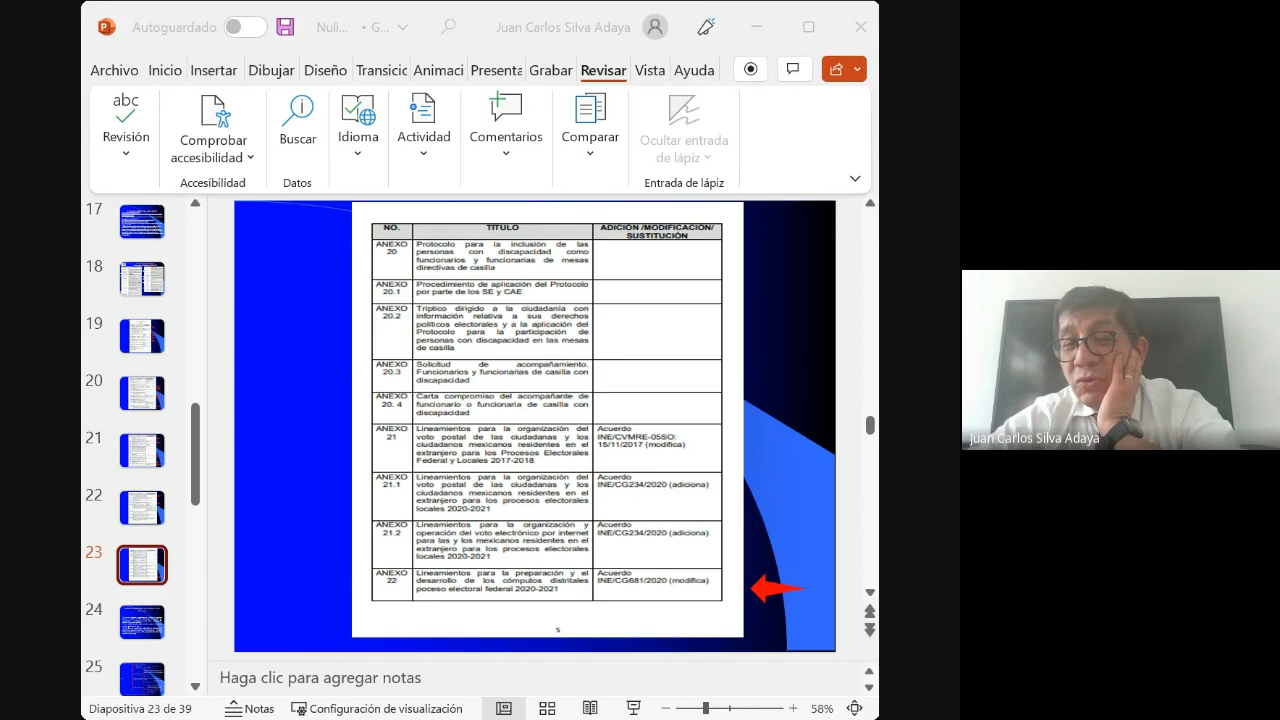 Autoguardado
Nuli... • G...
Juan Carlos Silva Adaya
Archivo Inicio Insertar Dibujar Diseño Transicic Animaci Presenta Grabar Revisar Vista Ayuda
abc
Revisión
Comprobar
accesibilidad
Accesibilidad
Buscar
Datos
Idioma
Actividad
Comentarios
Comparar
Ocultar entrada
de lápiz
Entrada de lápiz
17
18
19
20
21
22
23
24
25
NO. TITULO ADICIÓN /MODIFICACIÓN/
SUSTITUCIÓN
ANEXO
20
Protocolo para la inclusión de las
personas con discapacidad como
funcionarios y funcionarias de mesas
directivas de casilla
ANEXO
20.1
Procedimiento de aplicación del Protocolo
por parte de los SE y CAE
ANEXO
20.2
Tríptico dirigido a la ciudadanía con
información relativa a sus derechos
políticos electorales y a la aplicación del
Protocolo para la participación de
personas con discapacidad en las mesas
de casilla
ANEXO
20.3
Solicitud de acompañamiento.
Funcionarios y funcionarias de casilla con
discapacidad
ANEXO
20. 4
Carta compromiso del acompañante de
funcionario o funcionaria de casilla con
discapacidad
ANEXO
21
Lineamientos para la organización del
voto postal de las ciudadanas y los
ciudadanos mexicanos residentes en el
extranjero para los Procesos Electorales
Federal y Locales 2017-2018
Acuerdo
INE/CVMRE-05SO:
15/11/2017 (modifica)
ANEXO
21.1
Lineamientos para la organización del
voto postal de las ciudadanas y los
ciudadanos mexicanos residentes en el
extranjero para los procesos electorales
locales 2020-2021
Acuerdo
INE/CG234/2020 (adiciona)
ANEXO
21.2
Lineamientos para la organización y
operación del voto electrónico por internet
para las y los mexicanos residentes en el
extranjero para los procesos electorales
locales 2020-2021
Acuerdo
INE/CG234/2020 (adiciona)
ANEXO
22
Lineamientos para la preparación y el
desarrollo de los cómputos distritales
poceso electoral federal 2020-2021
Acuerdo
INE/CG681/2020 (modifica)
5
Haga clic para agregar notas
Diapositiva 23 de 39
Notas
Configuración de visualización
58%
Juan Carlos Silva Adaya